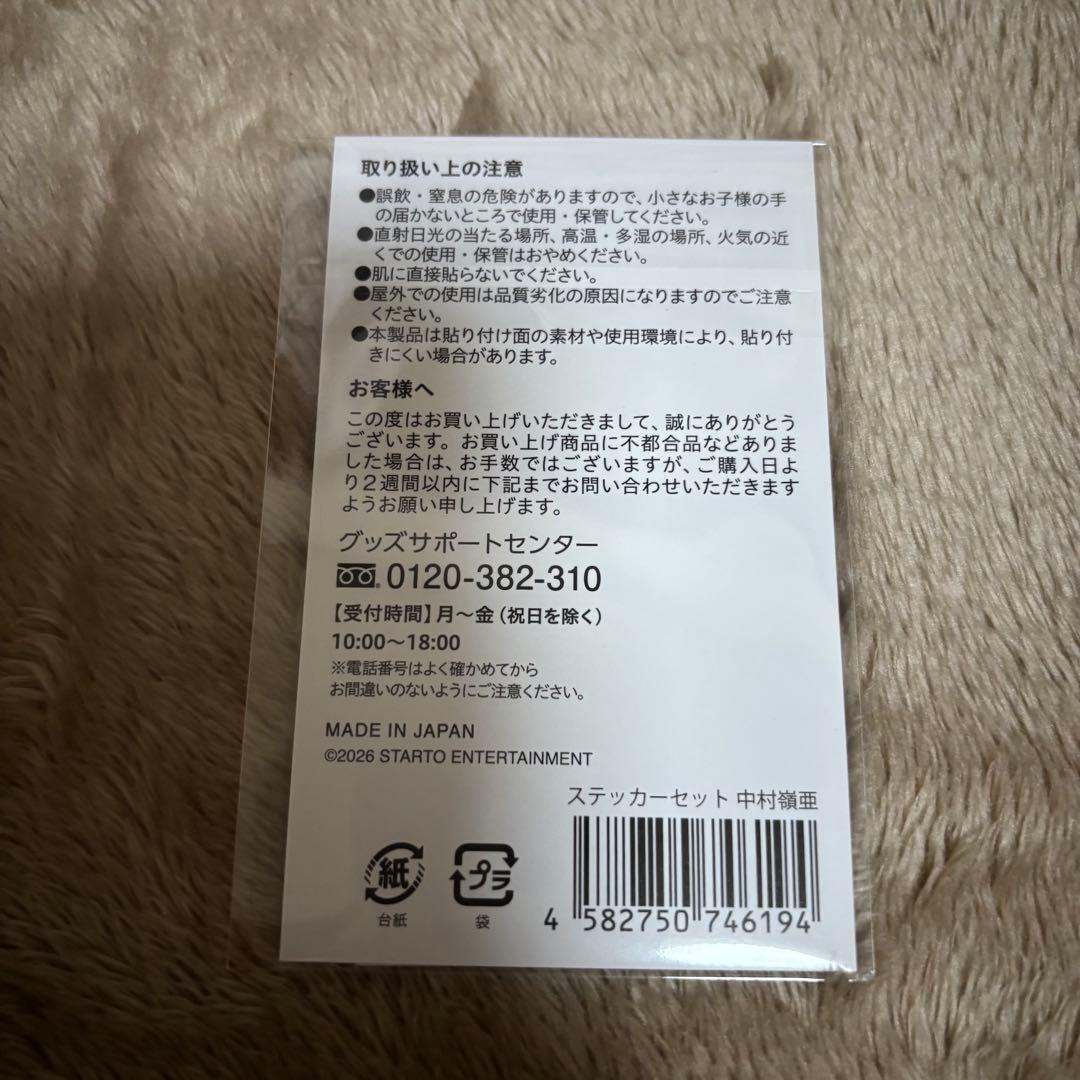 取り扱い上の注意
●誤飲・窒息の危険がありますので、小さなお子様の手
の届かないところで使用・保管してください。
●直射日光の当たる場所、高温・多湿の場所、火気の近
くでの使用・保管はおやめください。
●肌に直接貼らないでください。
●屋外での使用は品質劣化の原因になりますのでご注意
ください。
●本製品は貼り付け面の素材や使用環境により、貼り付
きにくい場合があります。
お客様へ
この度はお買い上げいただきまして、誠にありがとう
ございます。お買い上げ商品に不都合品などありま
した場合は、お手数ではございますが、ご購入日よ
り2週間以内に下記までお問い合わせいただきます
ようお願い申し上げます。
グッズサポートセンター
0120-382-310
【受付時間】月〜金（祝日を除く）
10:00〜18:00
※電話番号はよく確かめてから
お間違いのないようにご注意ください。
MADE IN JAPAN
©2026 STARTO ENTERTAINMENT
ステッカーセット 中村嶺亜
紙
台紙
プラ
袋
4 582750 746194